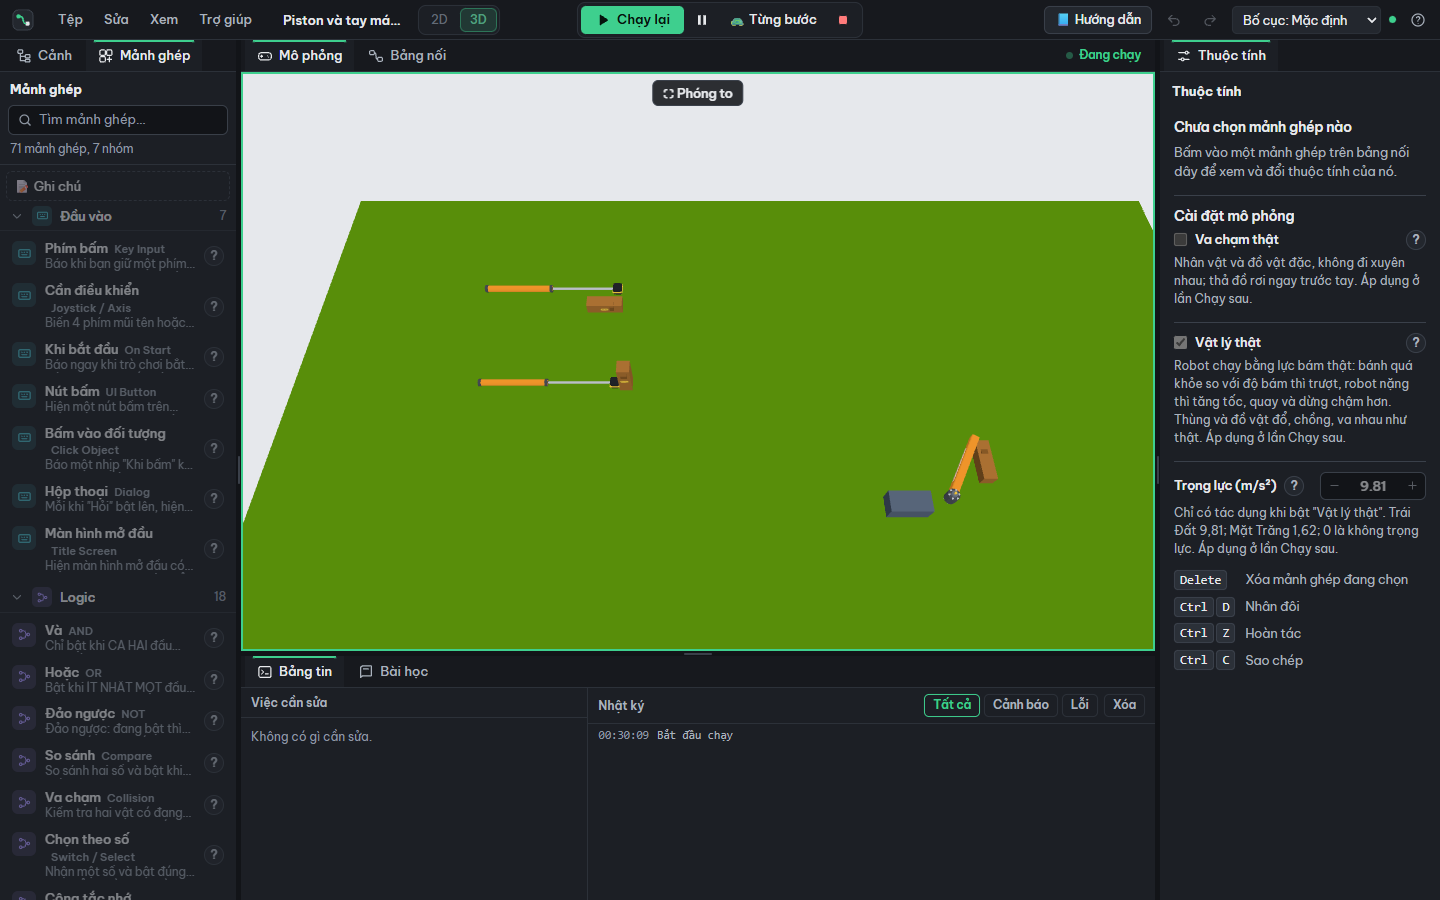 Tệp
Sửa
Xem
Trợ giúp
Piston và tay má...
2D
3D
Chạy lại
Từng bước
Hướng dẫn
Bố cục: Mặc định
Cảnh
Mảnh ghép
Mô phỏng
Bảng nối
Đang chạy
Thuộc tính
Mảnh ghép
Tìm mảnh ghép...
71 mảnh ghép, 7 nhóm
Ghi chú
Đầu vào
7
Phím bấm Key Input
Báo khi bạn giữ một phím...
Cần điều khiển
Joystick / Axis
Biến 4 phím mũi tên hoặc...
Khi bắt đầu On Start
Báo ngay khi trò chơi bắt...
Nút bấm UI Button
Hiện một nút bấm trên...
Bấm vào đối tượng
Click Object
Báo một nhịp "Khi bấm" k...
Hộp thoại Dialog
Mỗi khi "Hỏi" bật lên, hiện...
Màn hình mở đầu
Title Screen
Hiện màn hình mở đầu có...
Logic
18
Và AND
Chỉ bật khi CẢ HAI đầu...
Hoặc OR
Bật khi ÍT NHẤT MỘT đầu...
Đảo ngược NOT
Đảo ngược: đang bật thì...
So sánh Compare
So sánh hai số và bật khi...
Va chạm Collision
Kiểm tra hai vật có đang...
Chọn theo số
Switch / Select
Nhận một số và bật đúng...
Công tắc nhớ
Phóng to
Bảng tin
Bài học
Việc cần sửa
Không có gì cần sửa.
Nhật ký
Tất cả
Cảnh báo
Lỗi
Xóa
00:30:09 Bắt đầu chạy
Thuộc tính
Chưa chọn mảnh ghép nào
Bấm vào một mảnh ghép trên bảng nối
dây để xem và đổi thuộc tính của nó.
Cài đặt mô phỏng
Va chạm thật
?
Nhân vật và đồ vật đặc, không đi xuyên
nhau; thả đồ rơi ngay trước tay. Áp dụng ở
lần Chạy sau.
Vật lý thật
?
Robot chạy bằng lực bám thật: bánh quá
khỏe so với độ bám thì trượt, robot nặng
thì tăng tốc, quay và dừng chậm hơn.
Thùng và đồ vật đổ, chồng, va nhau như
thật. Áp dụng ở lần Chạy sau.
Trọng lực (m/s²)
?
− 9.81 +
Chỉ có tác dụng khi bật "Vật lý thật". Trái
Đất 9,81; Mặt Trăng 1,62; 0 là không trọng
lực. Áp dụng ở lần Chạy sau.
Delete Xóa mảnh ghép đang chọn
Ctrl D Nhân đôi
Ctrl Z Hoàn tác
Ctrl C Sao chép